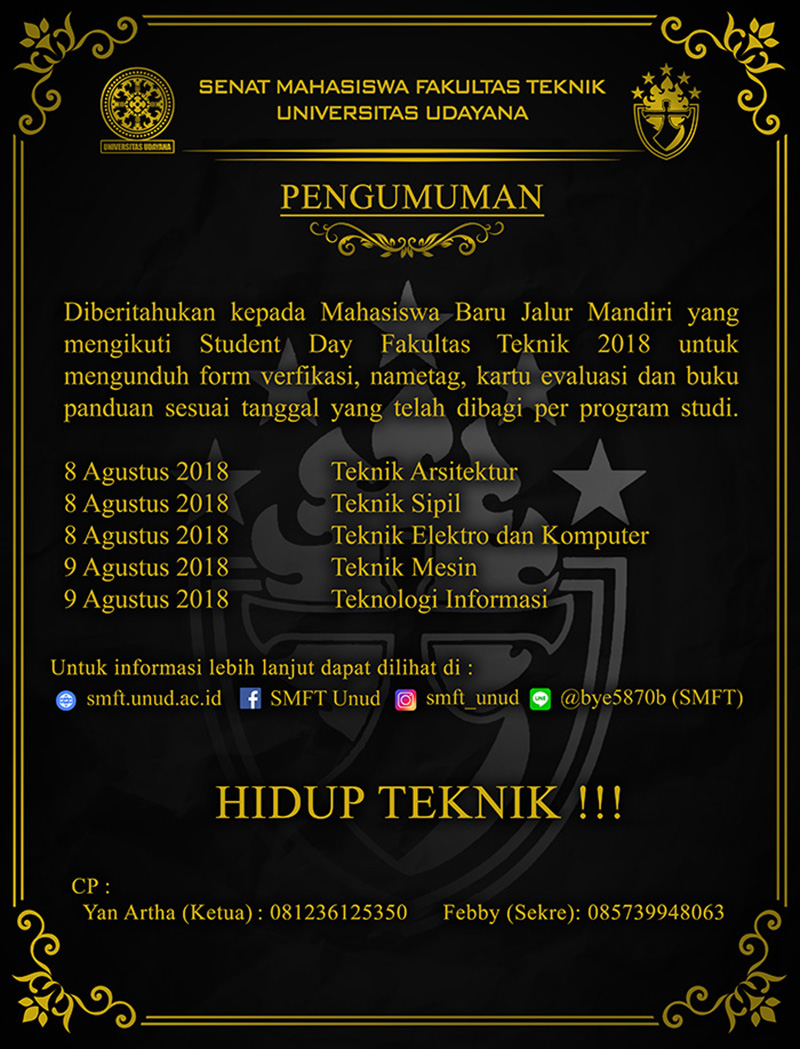 SENAT MAHASISWA FAKULTAS TEKNIK
UNIVERSITAS UDAYANA
UNIVERSITAS UDAYANA
PENGUMUMAN
Diberitahukan kepada Mahasiswa Baru Jalur Mandiri yang
mengikuti Student Day Fakultas Teknik 2018 untuk
mengunduh form verfikasi, nametag, kartu evaluasi dan buku
panduan sesuai tanggal yang telah dibagi per program studi.
8 Agustus 2018 Teknik Arsitektur
8 Agustus 2018 Teknik Sipil
8 Agustus 2018 Teknik Elektro dan Komputer
9 Agustus 2018 Teknik Mesin
9 Agustus 2018 Teknologi Informasi
Untuk informasi lebih lanjut dapat dilihat di :
smft.unud.ac.id SMFT Unud smft_unud LINE @bye5870b (SMFT)
HIDUP TEKNIK !!!
CP :
Yan Artha (Ketua) : 081236125350 Febby (Sekre): 085739948063